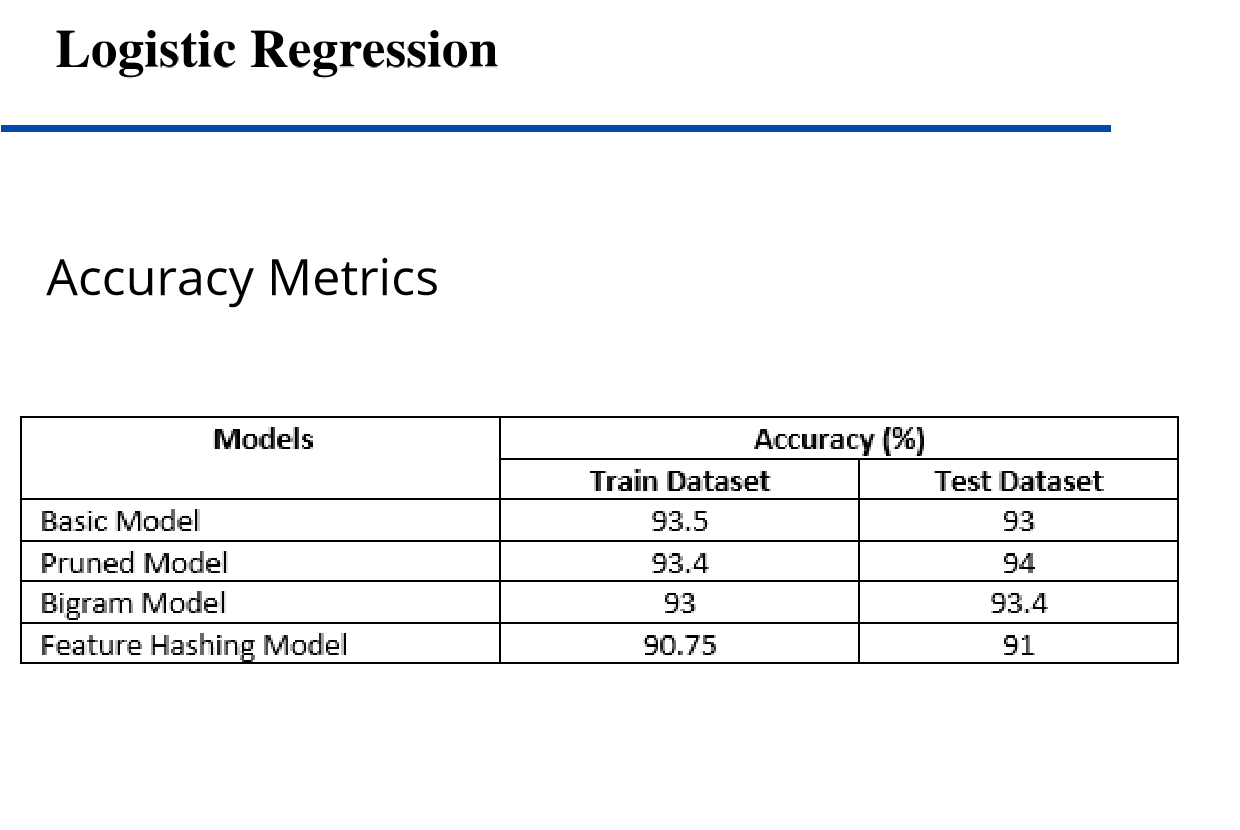 Logistic Regression
Accuracy Metrics
Models Accuracy (%)
Train Dataset Test Dataset
Basic Model 93.5 93
Pruned Model 93.4 94
Bigram Model 93 93.4
Feature Hashing Model 90.75 91